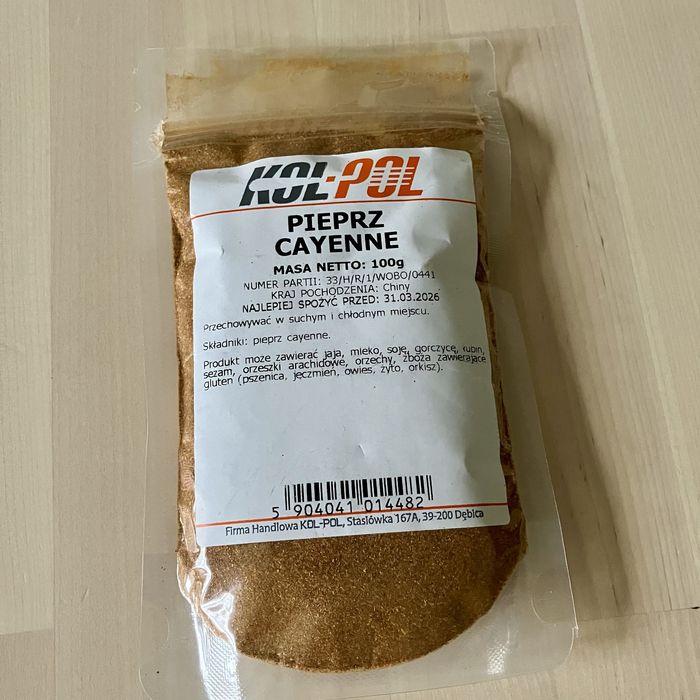 KOL-POL
PIEPRZ
CAYENNE
MASA NETTO: 100g
NUMER PARTII: 33/H/R/1/WOBO/0441
KRAJ POCHODZENIA: Chiny
NAJLEPIEJ SPOŻYĆ PRZED: 31.03.2026
Przechowywać w suchym i chłodnym miejscu.
Składniki: pieprz cayenne.
Produkt może zawierać jaja, mleko, soję, gorczycę, łubin,
sezam, orzeszki arachidowe, orzechy, zboża zawierające
gluten (pszenica, jęczmień, owies, żyto, orkisz).
5 904041 014482
Firma Handlowa KOL-POL, Stasiówka 167A, 39-200 Dębica